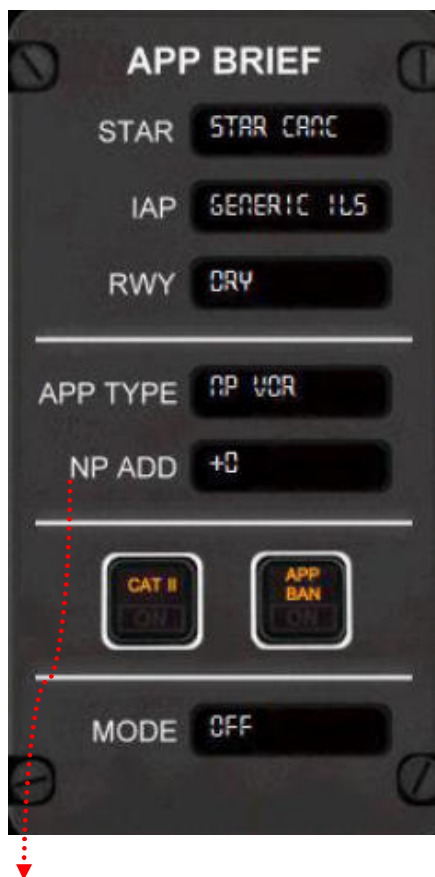 APP BRIEF
STAR STAR CANC
IAP GENERIC ILS
RWY DRY
APP TYPE NP VOR
NP ADD +0
CAT II APP
BAN
ON ON
MODE OFF